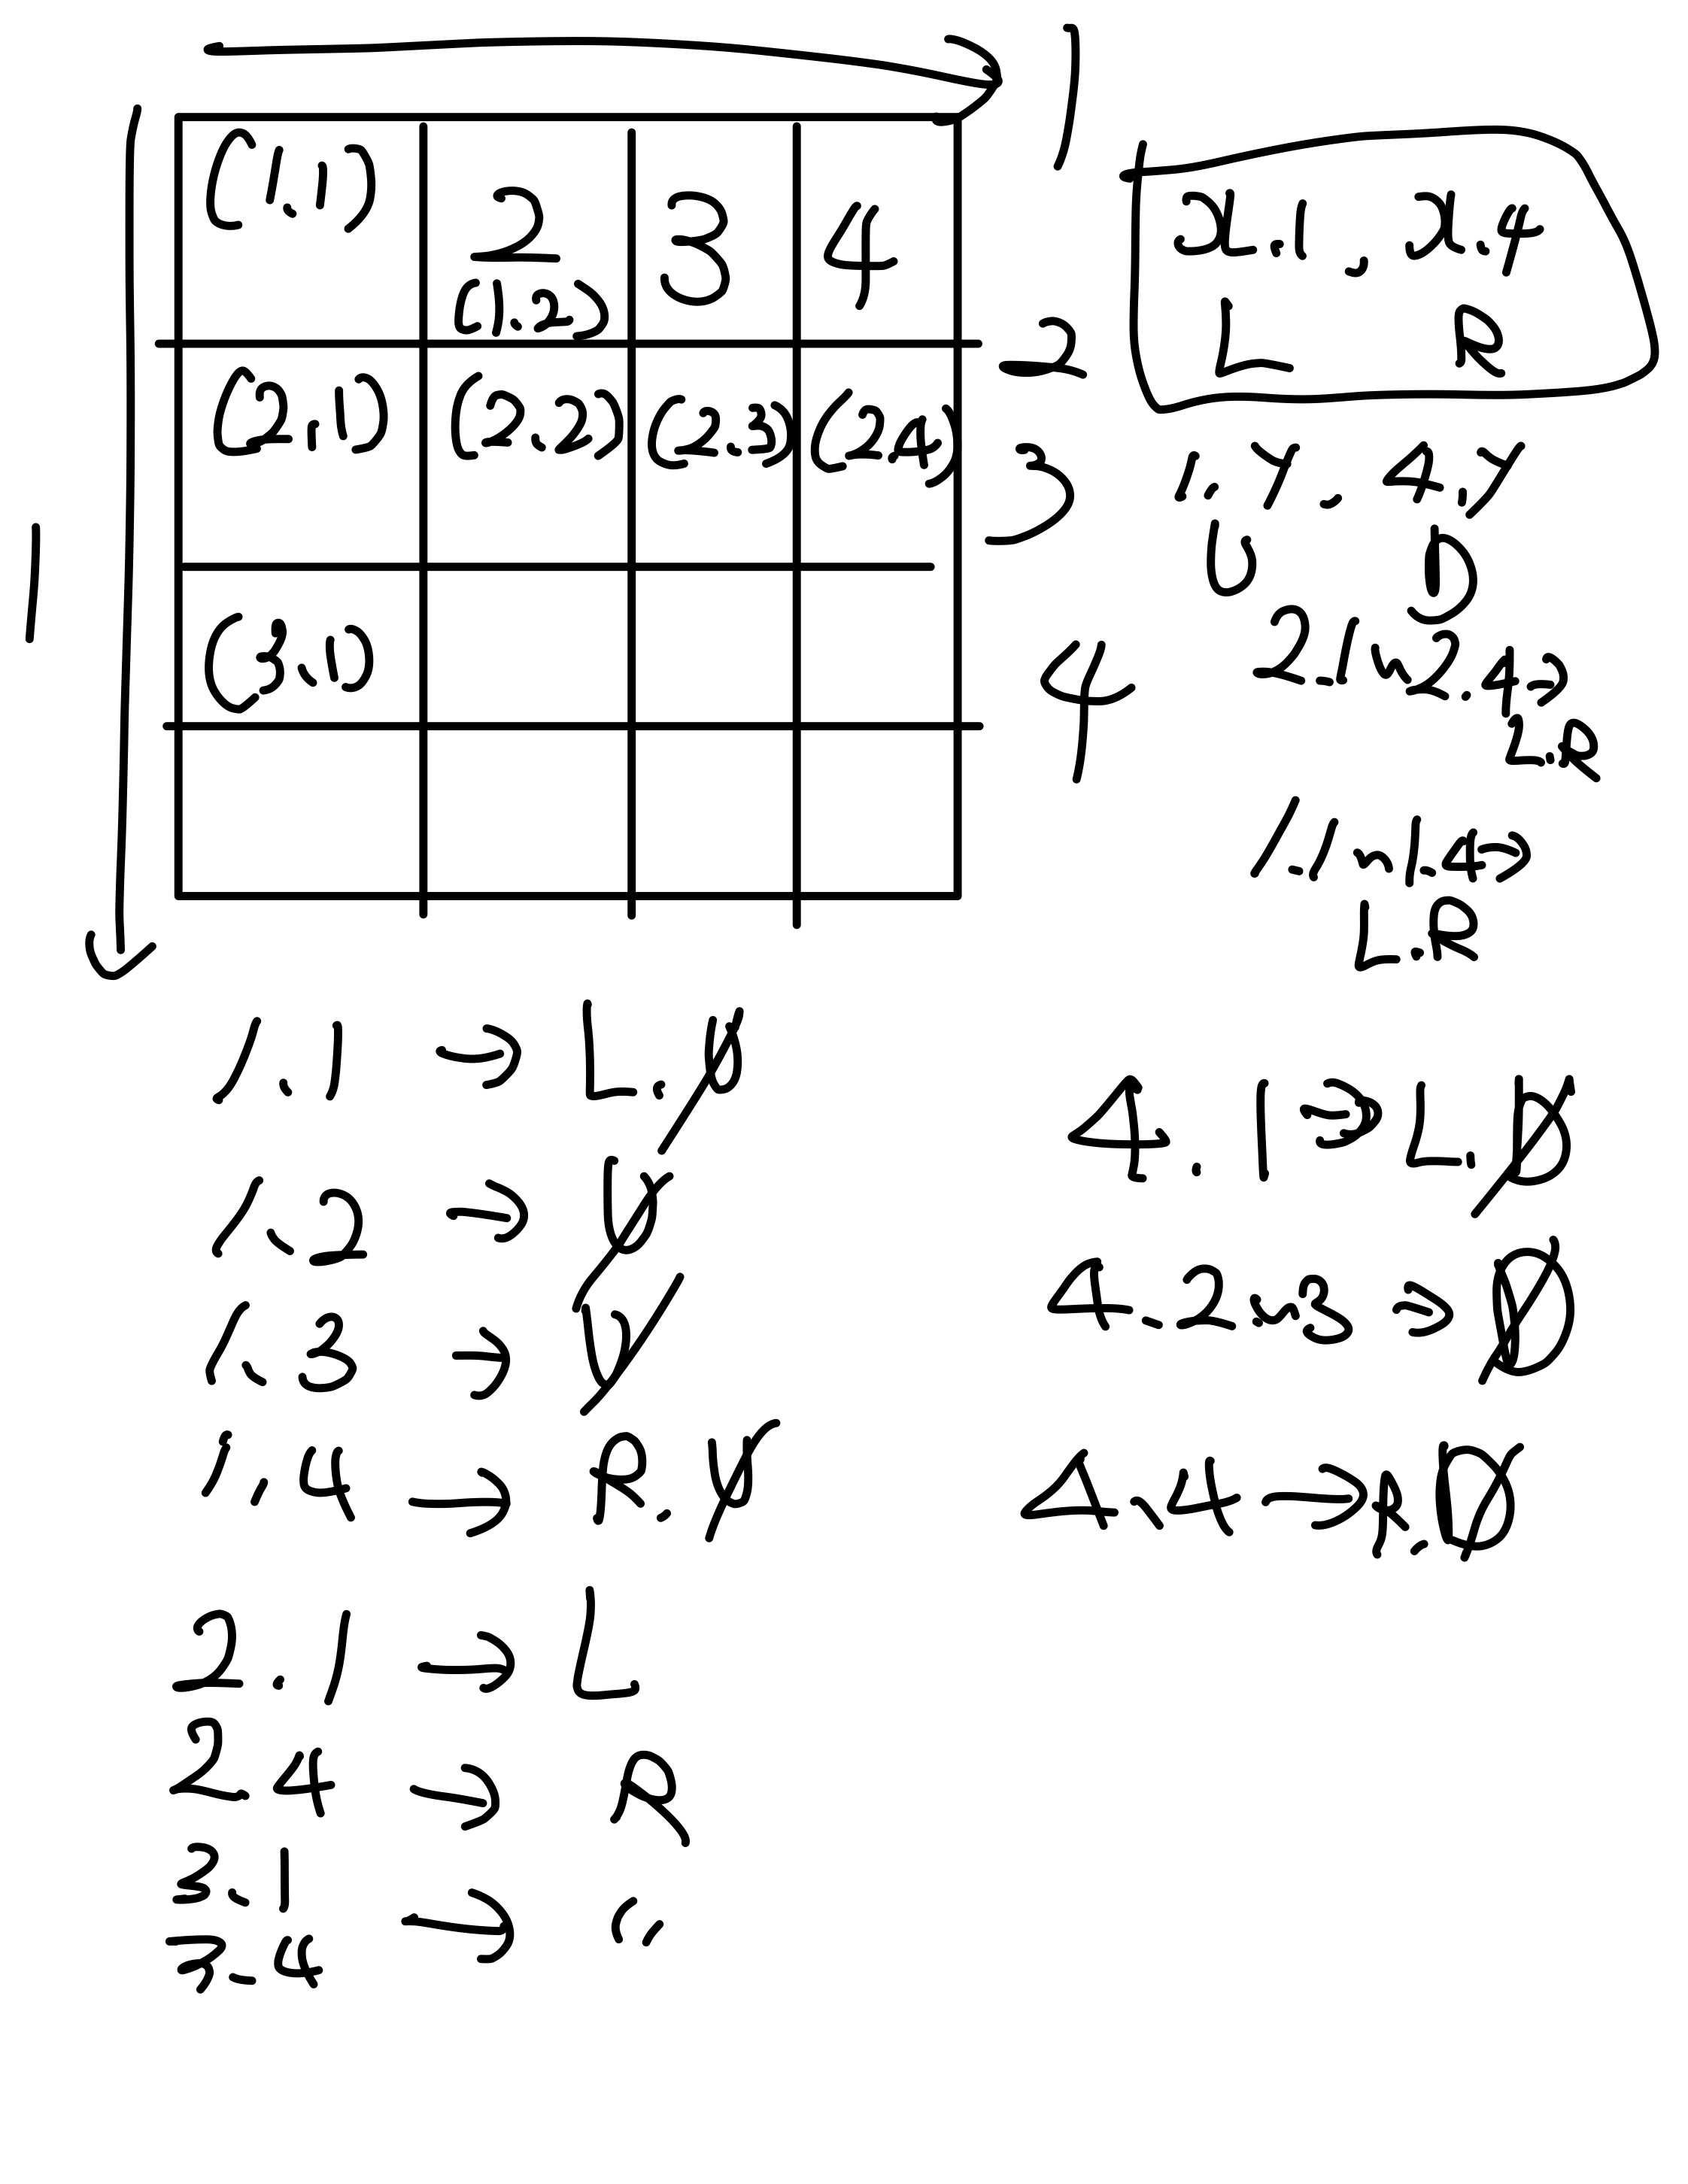 1
(1.1) 2 3 4
(1.2)
2
(2.1) (2.2) (2.3) (2.4)
3
1
(3.1)
4
x.1, x.4
L R
1.y, 4.y
U D
2.1~2.4⇒
L.R
1.1~1.4⇒
L.R
1.1 → L.U
1.2 → U
1.3 → U
1.4 → R.U
2.1 → L
2.4 → R
3.1
3.4 → 〃
4.1 ⇒ L.D
4.2~3 ⇒ D
4.4 → R.D